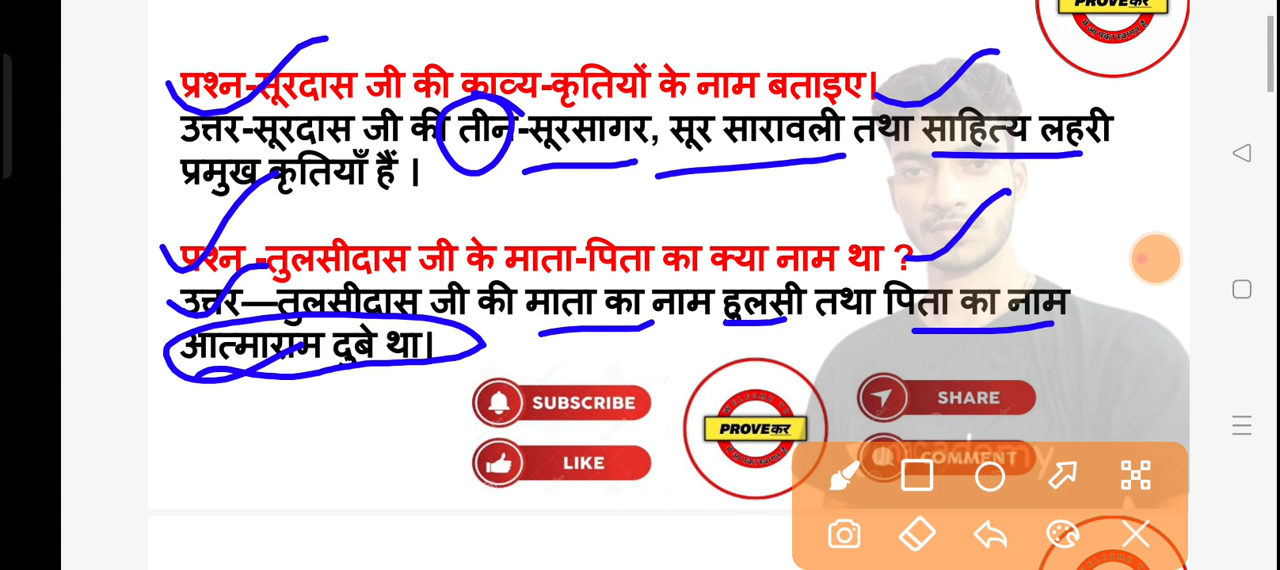 PROVEकर
प्रश्न-सूरदास जी की काव्य-कृतियों के नाम बताइए।
उत्तर-सूरदास जी की तीन-सूरसागर, सूर सारावली तथा साहित्य लहरी
प्रमुख कृतियाँ हैं ।
प्रश्न -तुलसीदास जी के माता-पिता का क्या नाम था ?
उत्तर—तुलसीदास जी की माता का नाम हुलसी तथा पिता का नाम
आत्माराम दुबे था।
SUBSCRIBE
SHARE
PROVEकर
LIKE
COMMENT